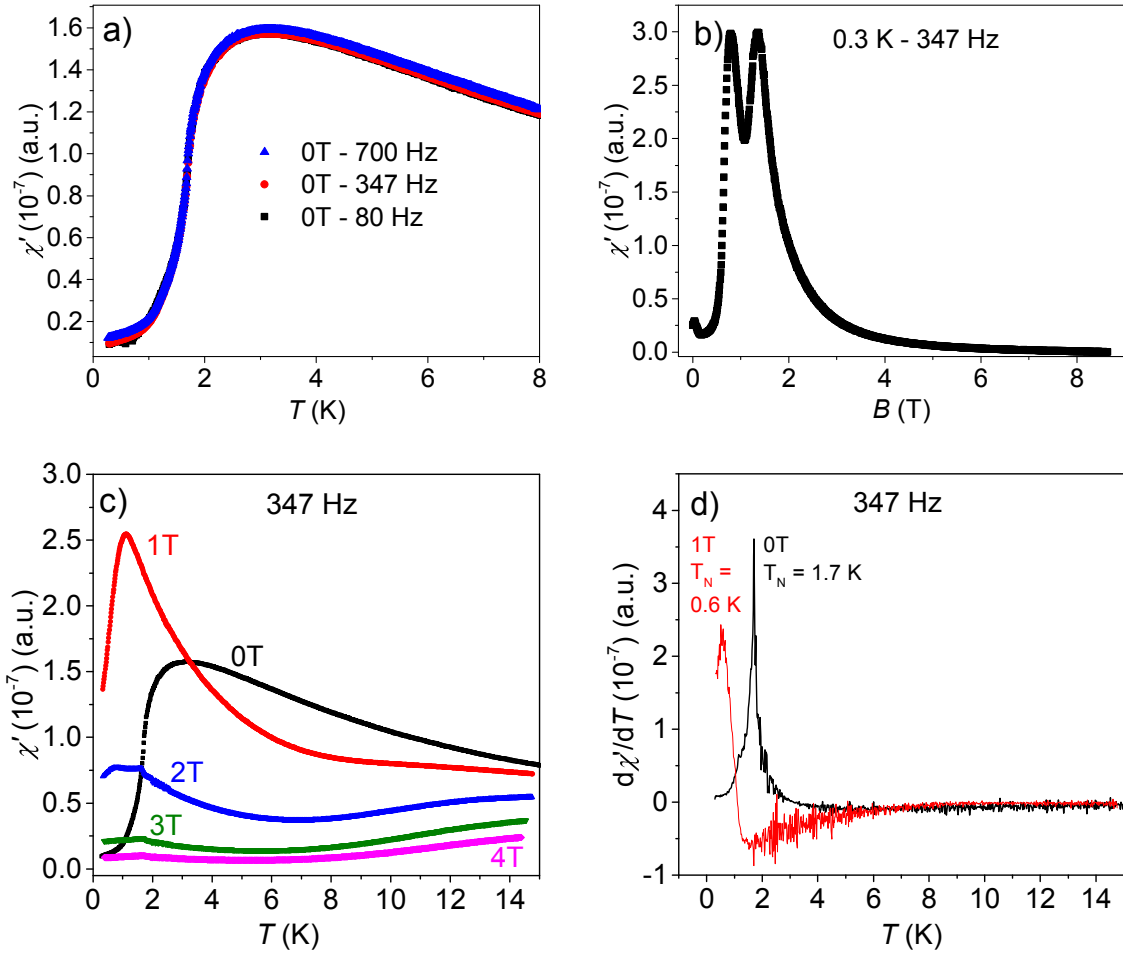 a)
0T - 700 Hz
0T - 347 Hz
0T - 80 Hz
1.6
1.4
1.2
1.0
0.8
0.6
0.4
0.2
χ′ (10⁻⁷) (a.u.)
0 2 4 6 8
T (K)
b)
0.3 K - 347 Hz
3.0
2.5
2.0
1.5
1.0
0.5
0.0
χ′ (10⁻⁷) (a.u.)
0 2 4 6 8
B (T)
c)
347 Hz
1T
0T
2T
3T
4T
3.0
2.5
2.0
1.5
1.0
0.5
0.0
χ′ (10⁻⁷) (a.u.)
0 2 4 6 8 10 12 14
T (K)
d)
347 Hz
1T
T_N =
0.6 K
0T
T_N = 1.7 K
4
3
2
1
0
-1
dχ′/dT (10⁻⁷) (a.u.)
0 2 4 6 8 10 12 14
T (K)